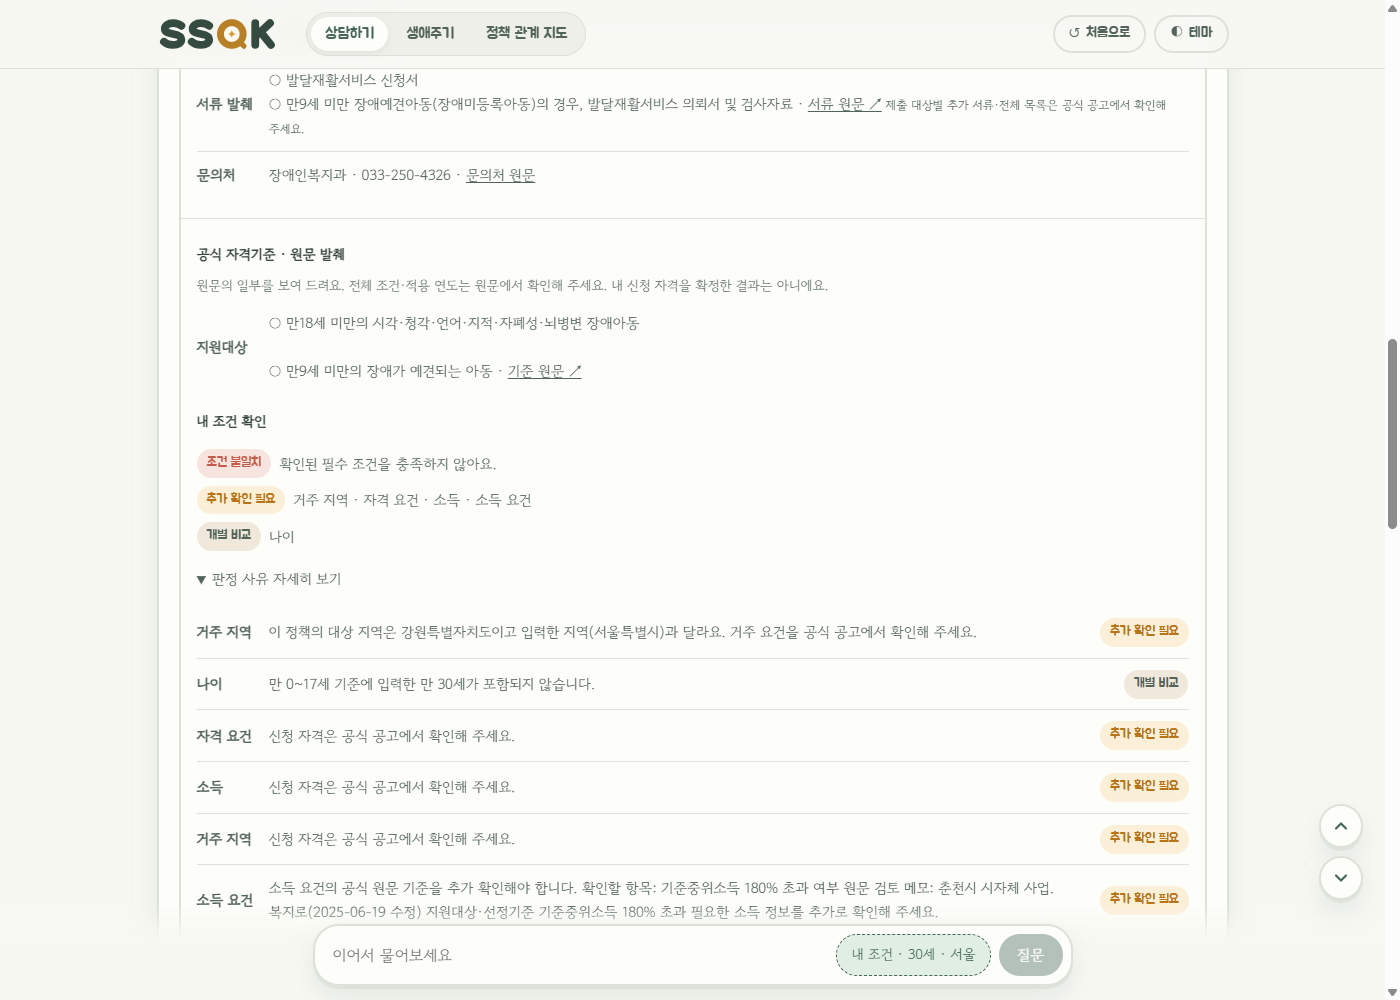 SSOK
상담하기
생애주기
정책 관계 지도
↺ 처음으로
테마
○ 발달재활서비스 신청서
서류 발췌
○ 만9세 미만 장애예견아동(장애미등록아동)의 경우, 발달재활서비스 의뢰서 및 검사자료 · 서류 원문 ↗ 제출 대상별 추가 서류·전체 목록은 공식 공고에서 확인해
주세요.
문의처
장애인복지과 · 033-250-4326 · 문의처 원문
공식 자격기준 · 원문 발췌
원문의 일부를 보여 드려요. 전체 조건·적용 연도는 원문에서 확인해 주세요. 내 신청 자격을 확정한 결과는 아니에요.
○ 만18세 미만의 시각·청각·언어·지적·자폐성·뇌병변 장애아동
지원대상
○ 만9세 미만의 장애가 예견되는 아동 · 기준 원문 ↗
내 조건 확인
조건 불일치 확인된 필수 조건을 충족하지 않아요.
추가 확인 필요 거주 지역 · 자격 요건 · 소득 · 소득 요건
개별 비교 나이
▼ 판정 사유 자세히 보기
거주 지역 이 정책의 대상 지역은 강원특별자치도이고 입력한 지역(서울특별시)과 달라요. 거주 요건을 공식 공고에서 확인해 주세요. 추가 확인 필요
나이 만 0~17세 기준에 입력한 만 30세가 포함되지 않습니다. 개별 비교
자격 요건 신청 자격은 공식 공고에서 확인해 주세요. 추가 확인 필요
소득 신청 자격은 공식 공고에서 확인해 주세요. 추가 확인 필요
거주 지역 신청 자격은 공식 공고에서 확인해 주세요. 추가 확인 필요
소득 요건의 공식 원문 기준을 추가 확인해야 합니다. 확인할 항목: 기준중위소득 180% 초과 여부 원문 검토 메모: 춘천시 시자체 사업.
소득 요건
추가 확인 필요
복지로(2025-06-19 수정) 지원대상·선정기준 기준중위소득 180% 초과 필요한 소득 정보를 추가로 확인해 주세요.
이어서 물어보세요
내 조건 · 30세 · 서울
질문